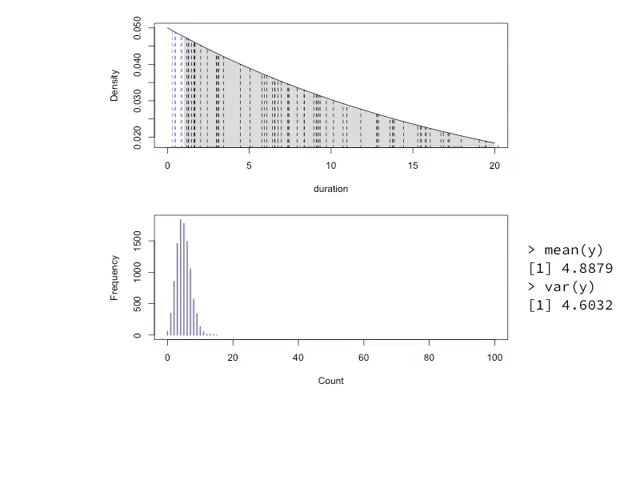 0.050
0.040
0.030
0.020
Density
0 5 10 15 20
duration
1500
1000
500
0
Frequency
0 20 40 60 80 100
Count
> mean(y)
[1] 4.8879
> var(y)
[1] 4.6032